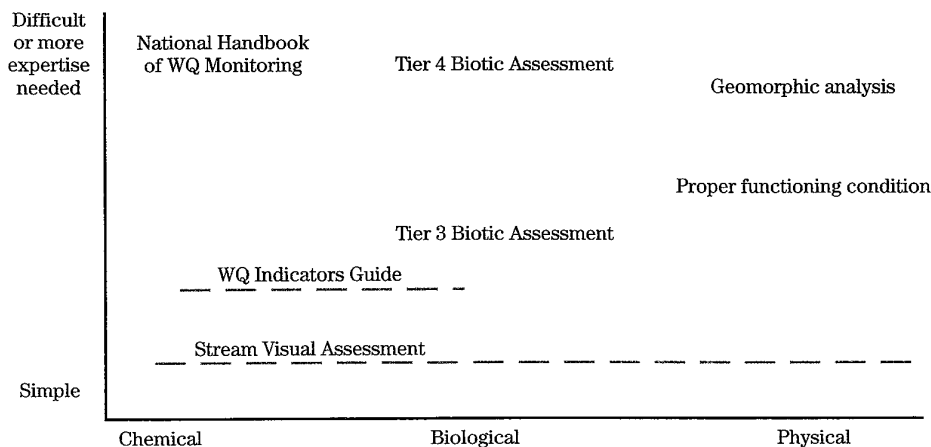 Difficult
or more
expertise
needed
National Handbook
of WQ Monitoring
Tier 4 Biotic Assessment
Geomorphic analysis
Proper functioning condition
Tier 3 Biotic Assessment
WQ Indicators Guide
Stream Visual Assessment
Simple
Chemical
Biological
Physical